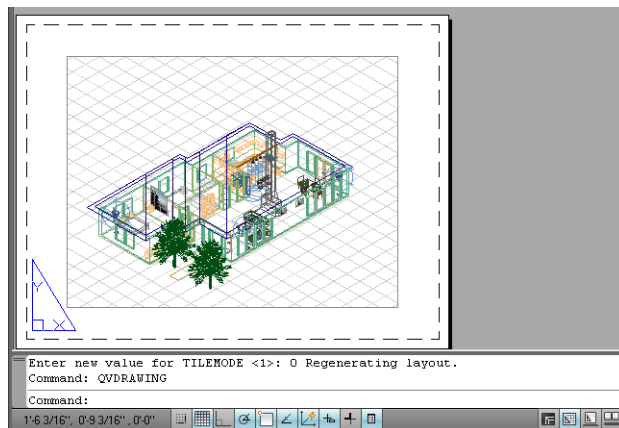 Y
X
Enter new value for TILEMODE <1>: 0 Regenerating layout.
Command: QVDRAWING
Command:
1'-6 3/16", 0'-9 3/16" , 0'-0"